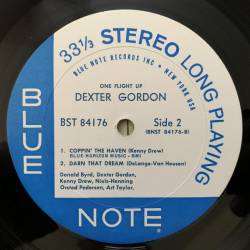 33 1/3 STEREO LONG PLAYING
BLUE NOTE RECORDS INC • NEW YORK USA
ONE FLIGHT UP
DEXTER GORDON
BST 84176 Side 2
(BNST 84176-B)
1. COPPIN' THE HAVEN (Kenny Drew)
BLUE HORIZON MUSIC - BMI
2. DARN THAT DREAM (DeLange-Van Heusen)
Donald Byrd, Dexter Gordon,
Kenny Drew, Niels-Henning
Orsted Pedersen, Art Taylor.
BLUE
NOTE